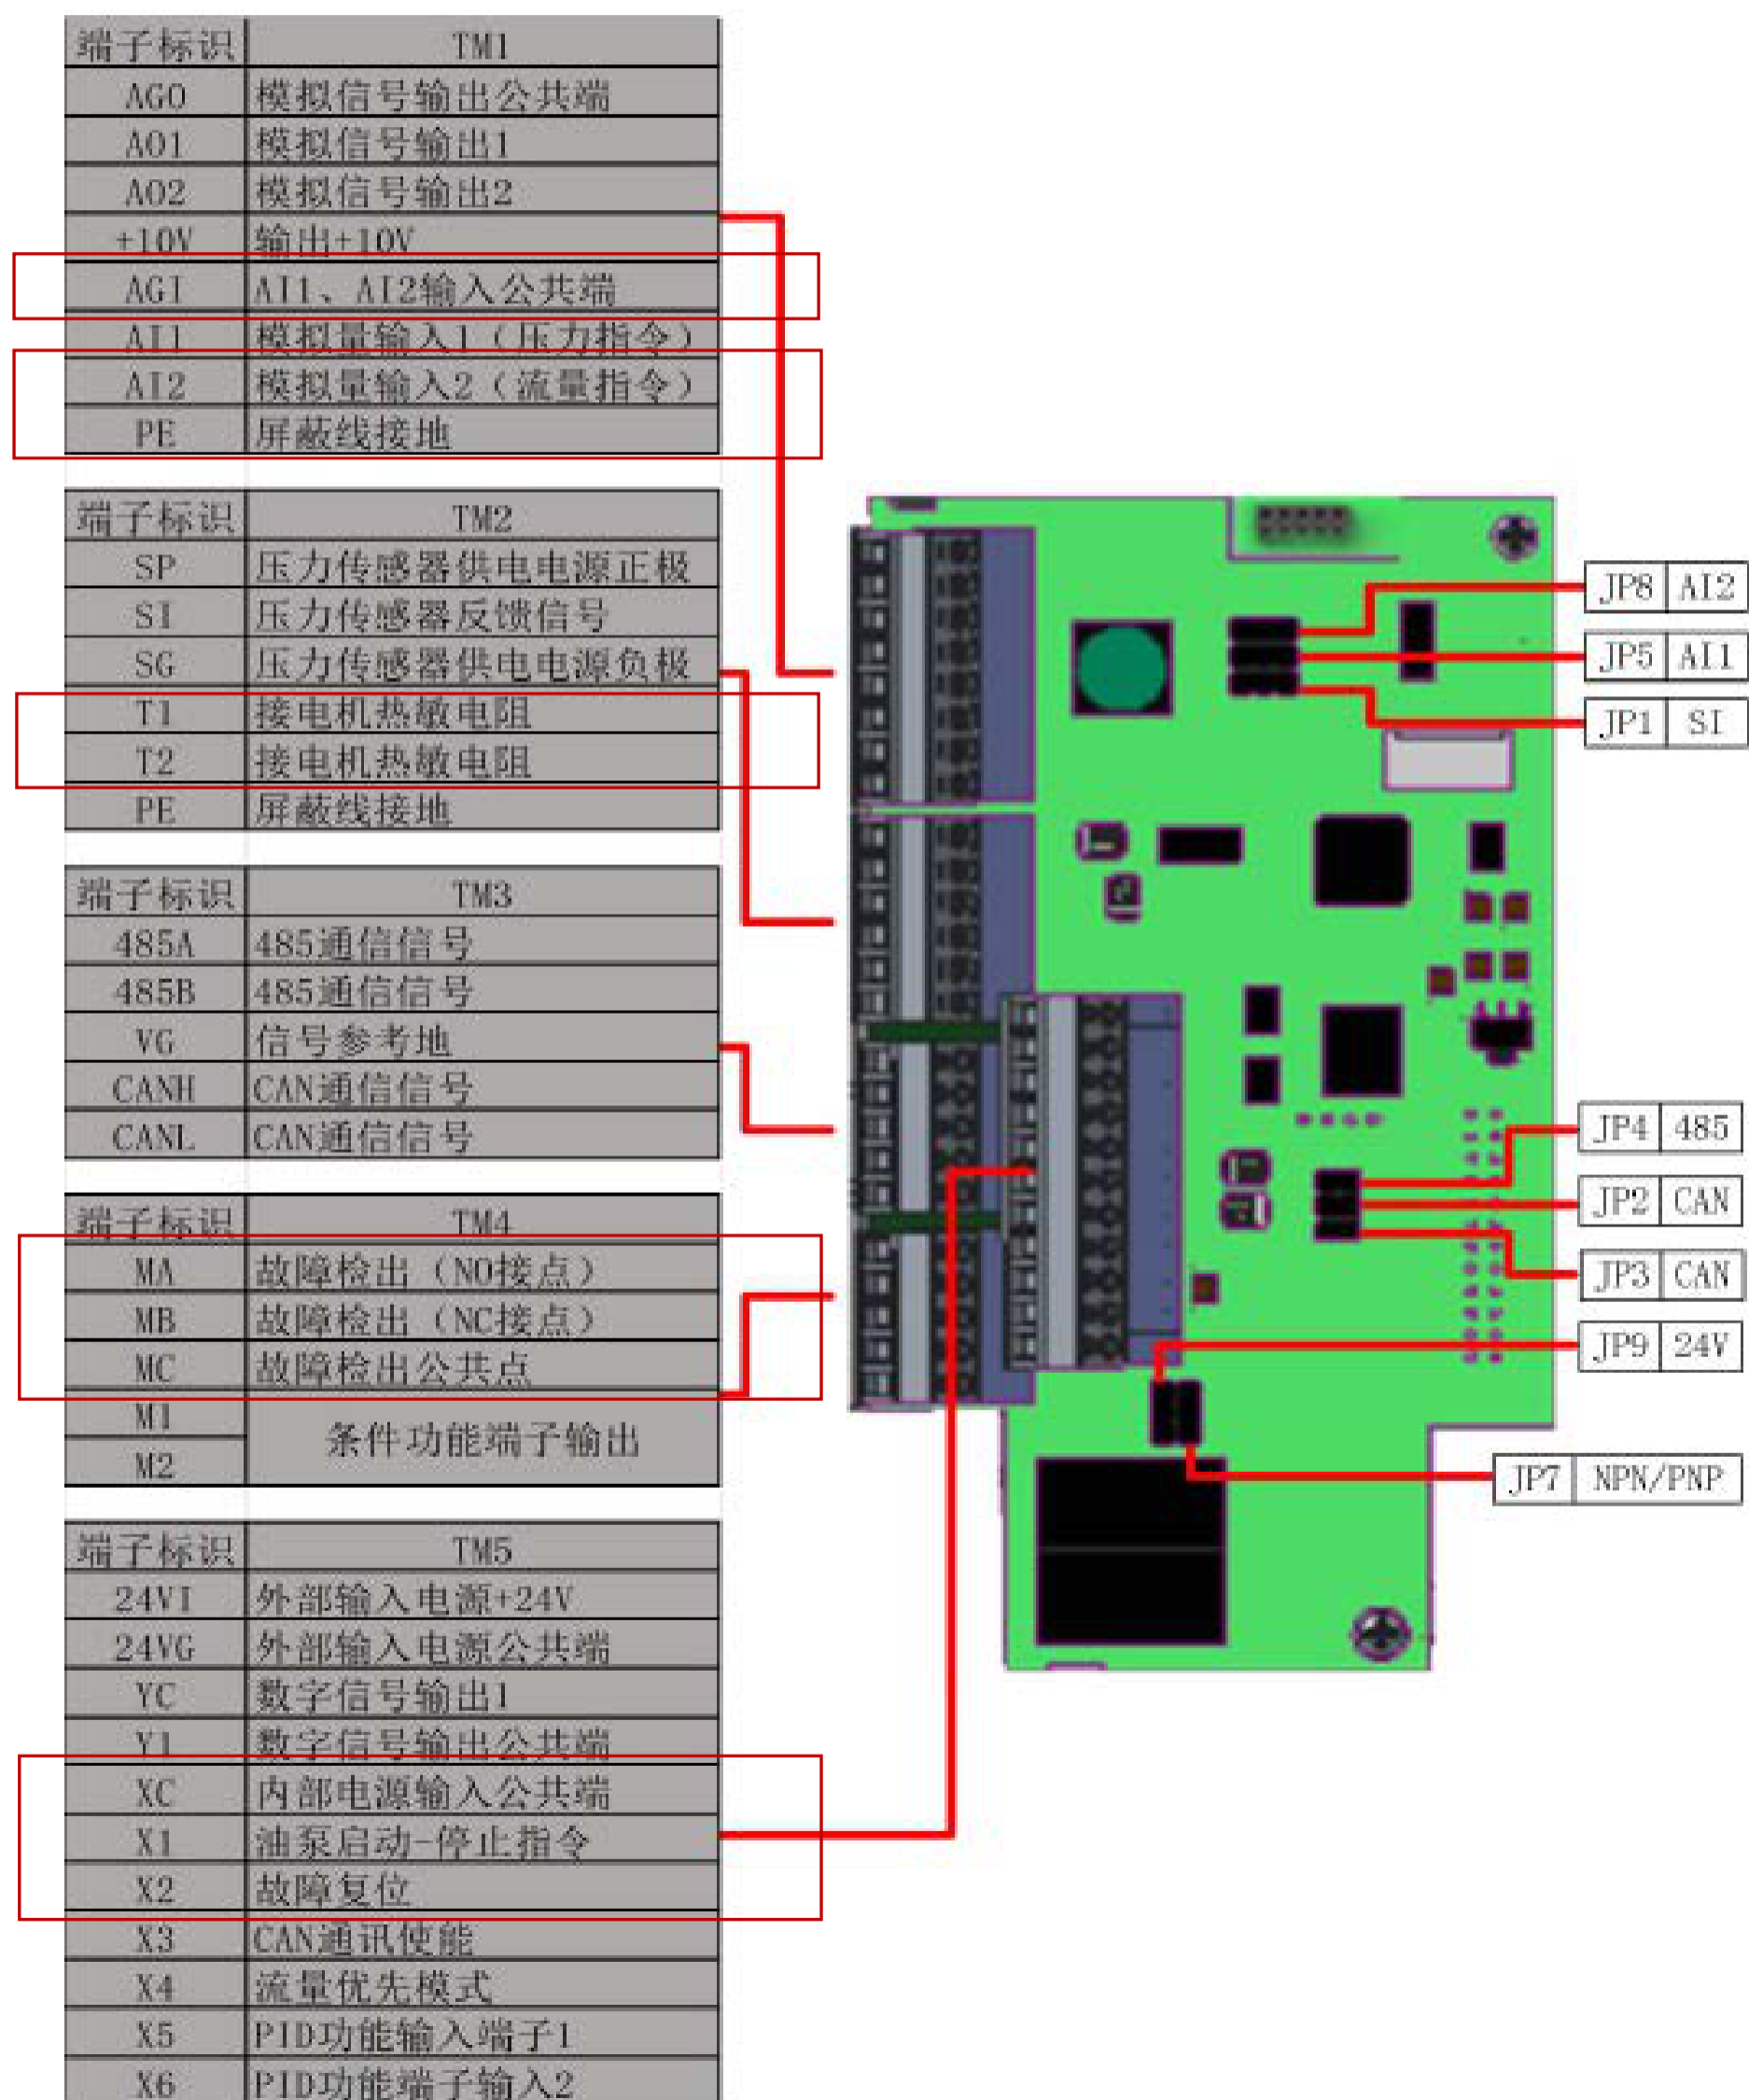 端子标识 TM1
AGO 模拟信号输出公共端
AO1 模拟信号输出1
AO2 模拟信号输出2
+10V 输出+10V
AGI AI1、AI2输入公共端
AI1 模拟量输入1（压力指令）
AI2 模拟量输入2（流量指令）
PE 屏蔽线接地
端子标识 TM2
SP 压力传感器供电电源正极
SI 压力传感器反馈信号
SG 压力传感器供电电源负极
T1 接电机热敏电阻
T2 接电机热敏电阻
PE 屏蔽线接地
端子标识 TM3
485A 485通信信号
485B 485通信信号
VG 信号参考地
CANH CAN通信信号
CANL CAN通信信号
端子标识 TM4
MA 故障检出（NO接点）
MB 故障检出（NC接点）
MC 故障检出公共点
M1
条件功能端子输出
M2
端子标识 TM5
24VI 外部输入电源+24V
24VG 外部输入电源公共端
YC 数字信号输出1
Y1 数字信号输出公共端
XC 内部电源输入公共端
X1 油泵启动-停止指令
X2 故障复位
X3 CAN通讯使能
X4 流量优先模式
X5 PID功能输入端子1
X6 PID功能端子输入2
JP8 AI2
JP5 AI1
JP1 SI
JP4 485
JP2 CAN
JP3 CAN
JP9 24V
JP7 NPN/PNP